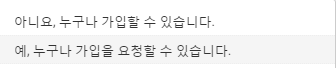 아니요, 누구나 가입할 수 있습니다.
예, 누구나 가입을 요청할 수 있습니다.